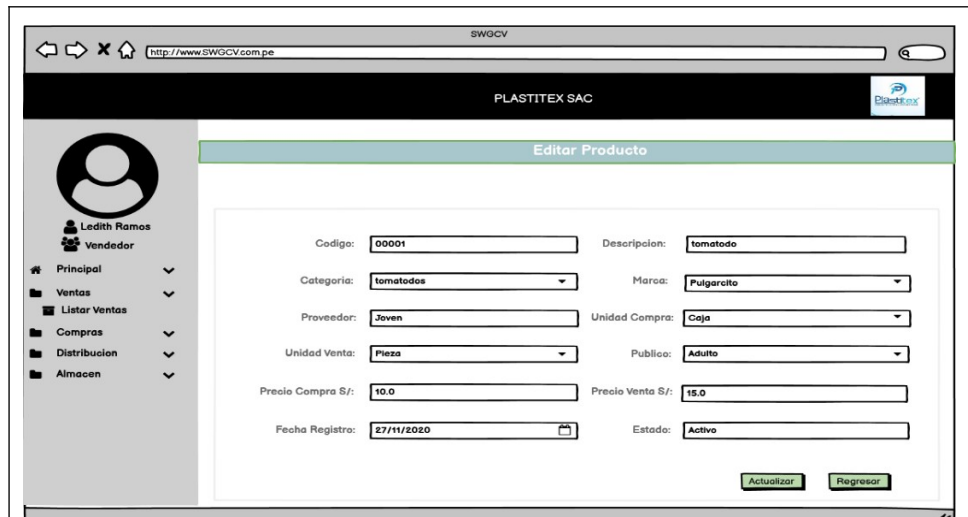 SWGCV
http://www.SWGCV.com.pe
PLASTITEX SAC
Plastitex
Editar Producto
Ledith Ramos
Vendedor
Principal
Ventas
Listar Ventas
Compras
Distribucion
Almacen
Codigo: 00001 Descripcion: tomatodo
Categoria: tomatodos Marca: Pulgarcito
Proveedor: Joven Unidad Compra: Caja
Unidad Venta: Pieza Publico: Adulto
Precio Compra S/: 10.0 Precio Venta S/: 15.0
Fecha Registro: 27/11/2020 Estado: Activo
Actualizar Regresar